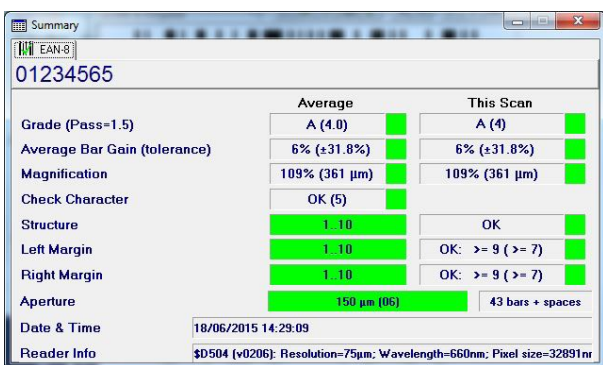 Summary
EAN-8
01234565
Average This Scan
Grade (Pass=1.5) A (4.0) A (4)
Average Bar Gain (tolerance) 6% (±31.8%) 6% (±31.8%)
Magnification 109% (361 µm) 109% (361 µm)
Check Character OK (5)
Structure 1..10 OK
Left Margin 1..10 OK: >= 9 ( >= 7)
Right Margin 1..10 OK: >= 9 ( >= 7)
Aperture 150 µm (06) 43 bars + spaces
Date & Time 18/06/2015 14:29:09
Reader Info $D504 (v0206): Resolution=75µm; Wavelength=660nm; Pixel size=32891nm